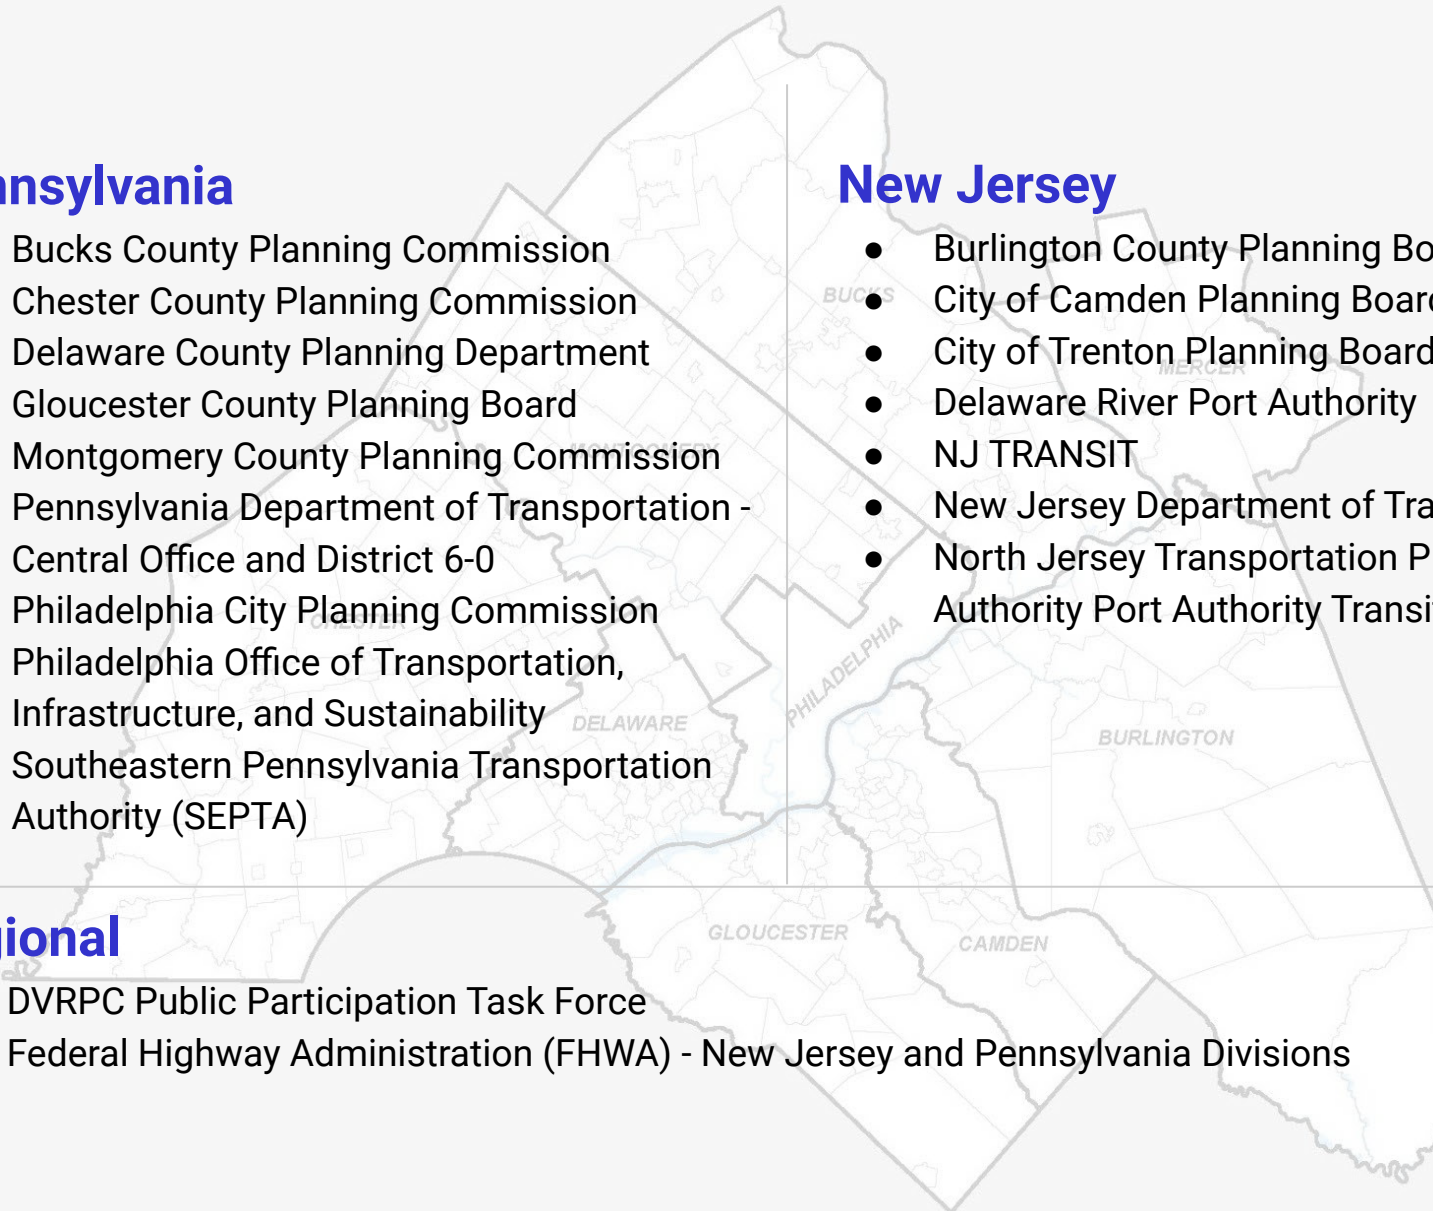 nnsylvania
Bucks County Planning Commission
Chester County Planning Commission
Delaware County Planning Department
Gloucester County Planning Board
Montgomery County Planning Commission
Pennsylvania Department of Transportation -
Central Office and District 6-0
Philadelphia City Planning Commission
Philadelphia Office of Transportation,
Infrastructure, and Sustainability
Southeastern Pennsylvania Transportation
Authority (SEPTA)
New Jersey
● Burlington County Planning Bo
● City of Camden Planning Board
● City of Trenton Planning Board
● Delaware River Port Authority
● NJ TRANSIT
● New Jersey Department of Tra
● North Jersey Transportation P
Authority Port Authority Transi
gional
DVRPC Public Participation Task Force
Federal Highway Administration (FHWA) - New Jersey and Pennsylvania Divisions
BUCKS
MERCER
MONTGOMERY
CHESTER
PHILADELPHIA
DELAWARE
BURLINGTON
GLOUCESTER
CAMDEN